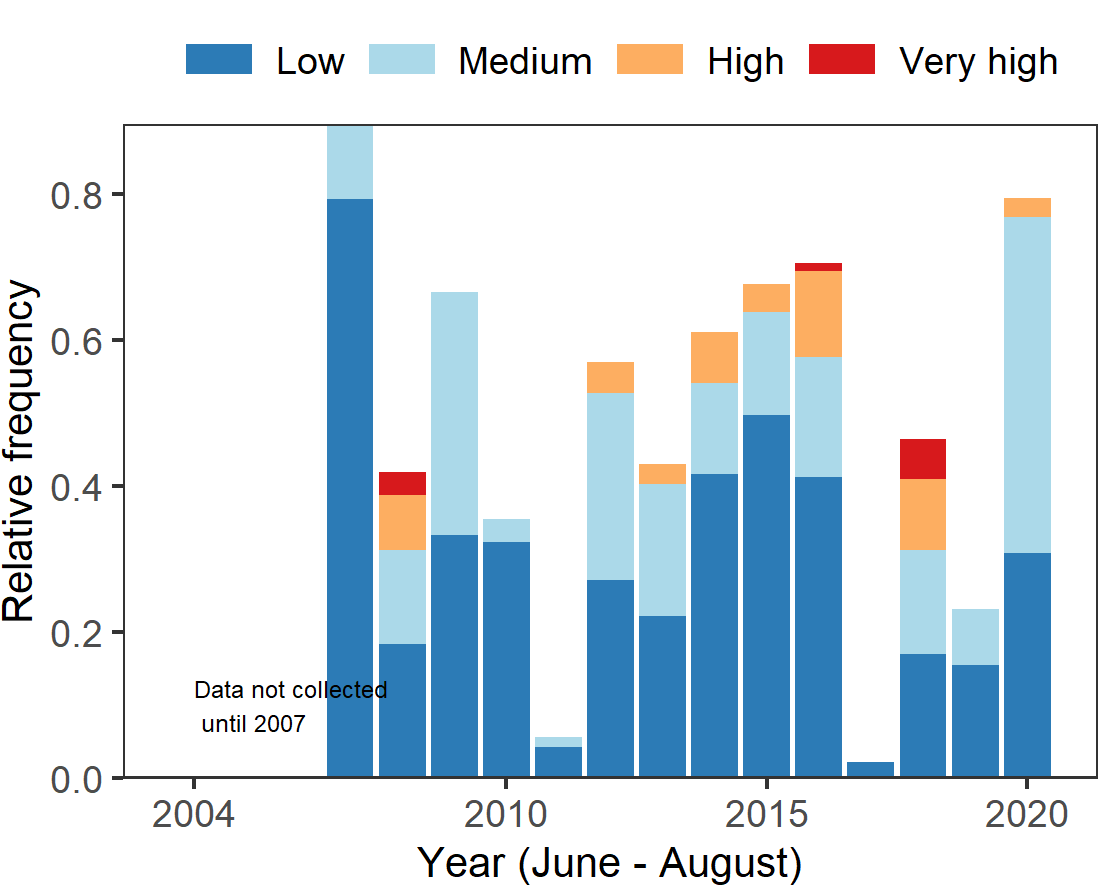 Low Medium High Very high
Relative frequency
0.8
0.6
0.4
0.2
0.0
Data not collected
until 2007
2004 2010 2015 2020
Year (June - August)